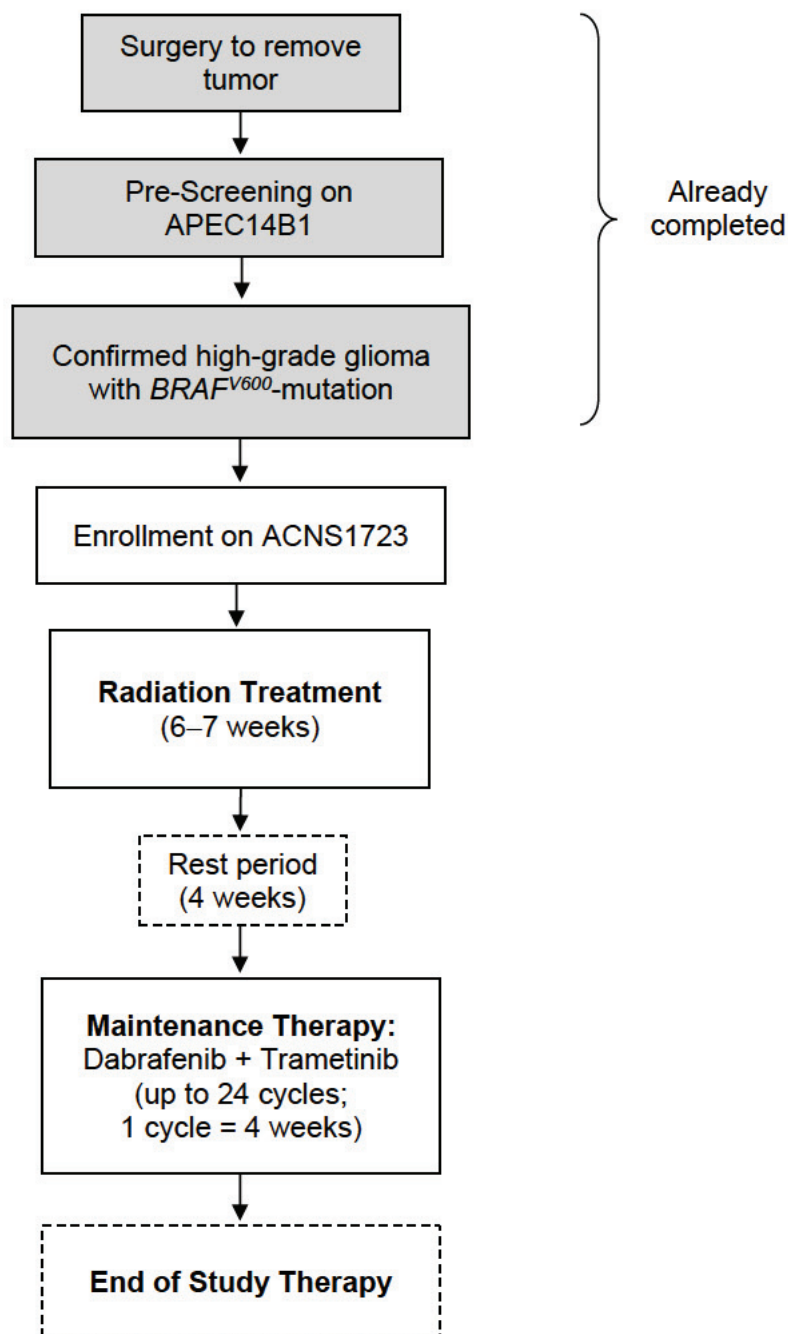 Surgery to remove
tumor
Pre-Screening on
APEC14B1
Already
completed
Confirmed high-grade glioma
with BRAF^V600-mutation
Enrollment on ACNS1723
Radiation Treatment
(6–7 weeks)
Rest period
(4 weeks)
Maintenance Therapy:
Dabrafenib + Trametinib
(up to 24 cycles;
1 cycle = 4 weeks)
End of Study Therapy